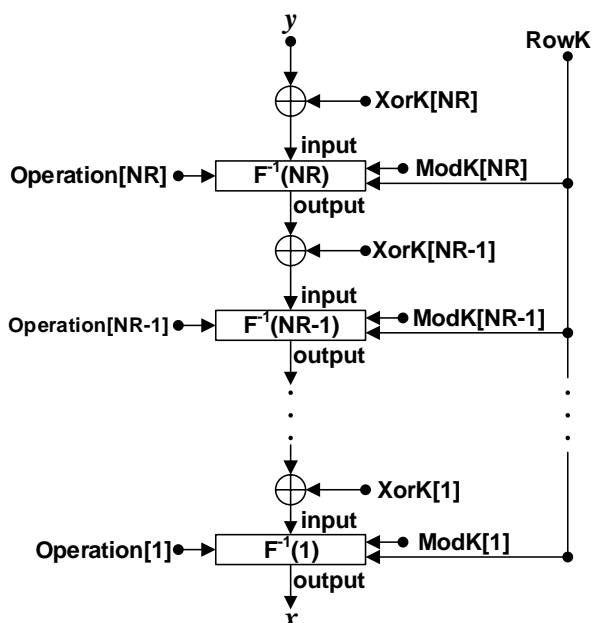 y
RowK
XorK[NR]
input
Operation[NR]
F⁻¹(NR)
ModK[NR]
output
XorK[NR-1]
input
Operation[NR-1]
F⁻¹(NR-1)
ModK[NR-1]
output
XorK[1]
input
Operation[1]
F⁻¹(1)
ModK[1]
output
x